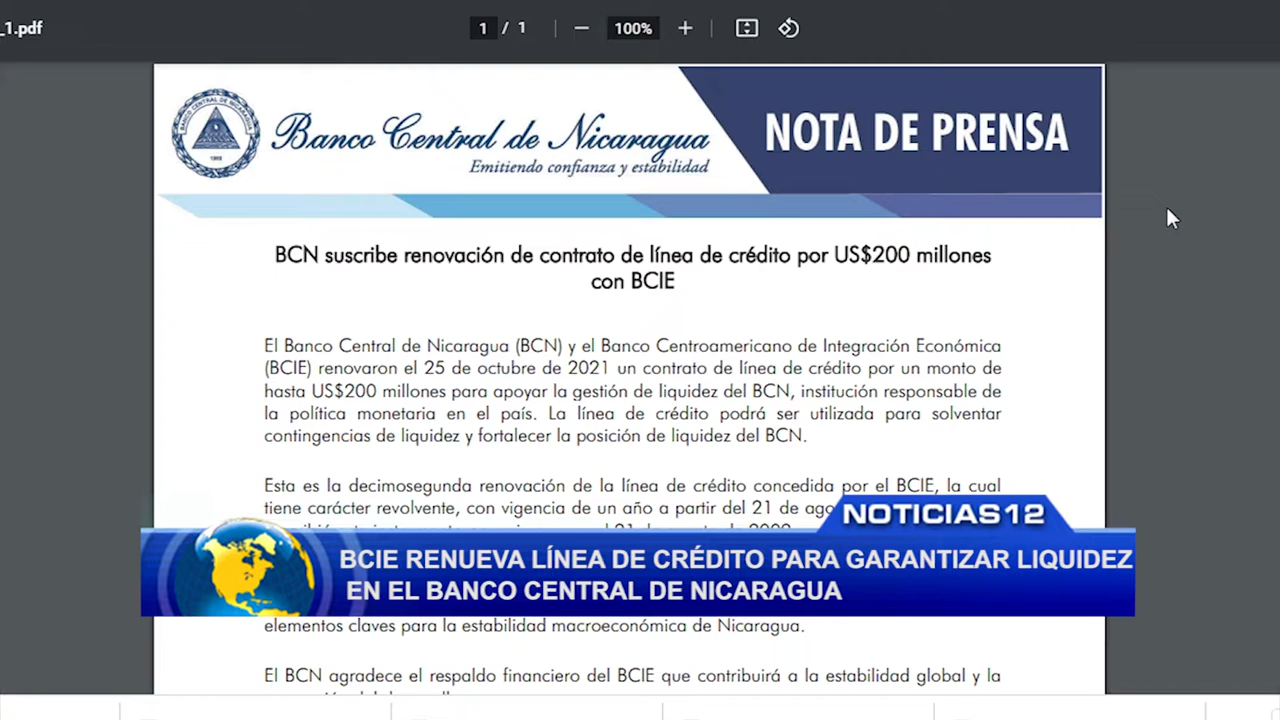 _1.pdf
1 / 1
100%
BANCO CENTRAL DE NICARAGUA
Banco Central de Nicaragua
Emitiendo confianza y estabilidad
NOTA DE PRENSA
BCN suscribe renovación de contrato de línea de crédito por US$200 millones
con BCIE
El Banco Central de Nicaragua (BCN) y el Banco Centroamericano de Integración Económica
(BCIE) renovaron el 25 de octubre de 2021 un contrato de línea de crédito por un monto de
hasta US$200 millones para apoyar la gestión de liquidez del BCN, institución responsable de
la política monetaria en el país. La línea de crédito podrá ser utilizada para solventar
contingencias de liquidez y fortalecer la posición de liquidez del BCN.
Esta es la decimosegunda renovación de la línea de crédito concedida por el BCIE, la cual
tiene carácter revolvente, con vigencia de un año a partir del 21 de
NOTICIAS12
BCIE RENUEVA LÍNEA DE CRÉDITO PARA GARANTIZAR LIQUIDEZ
EN EL BANCO CENTRAL DE NICARAGUA
elementos claves para la estabilidad macroeconómica de Nicaragua.
El BCN agradece el respaldo financiero del BCIE que contribuirá a la estabilidad global y la